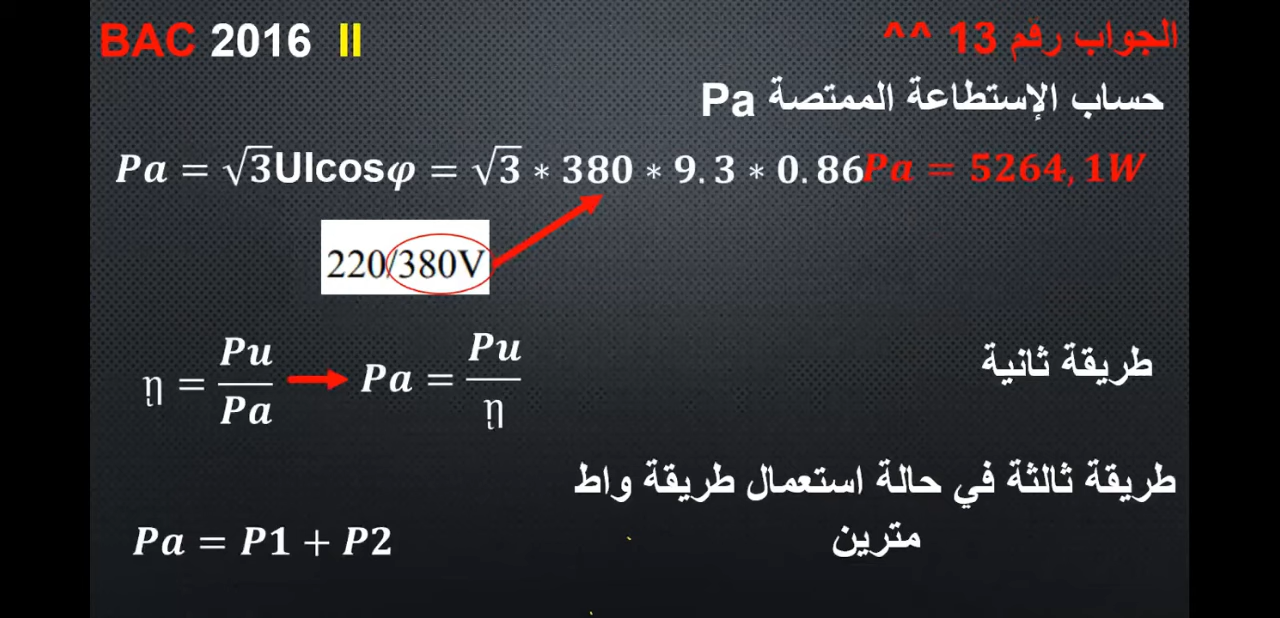 BAC 2016 II
الجواب رقم 13 ^^
حساب الإستطاعة الممتصة Pa
Pa = √3UIcosφ = √3 * 380 * 9.3 * 0.86Pa = 5264,1W
220/380V
طريقة ثانية
η = Pu/Pa → Pa = Pu/η
طريقة ثالثة في حالة استعمال طريقة واط
مترين
Pa = P1 + P2